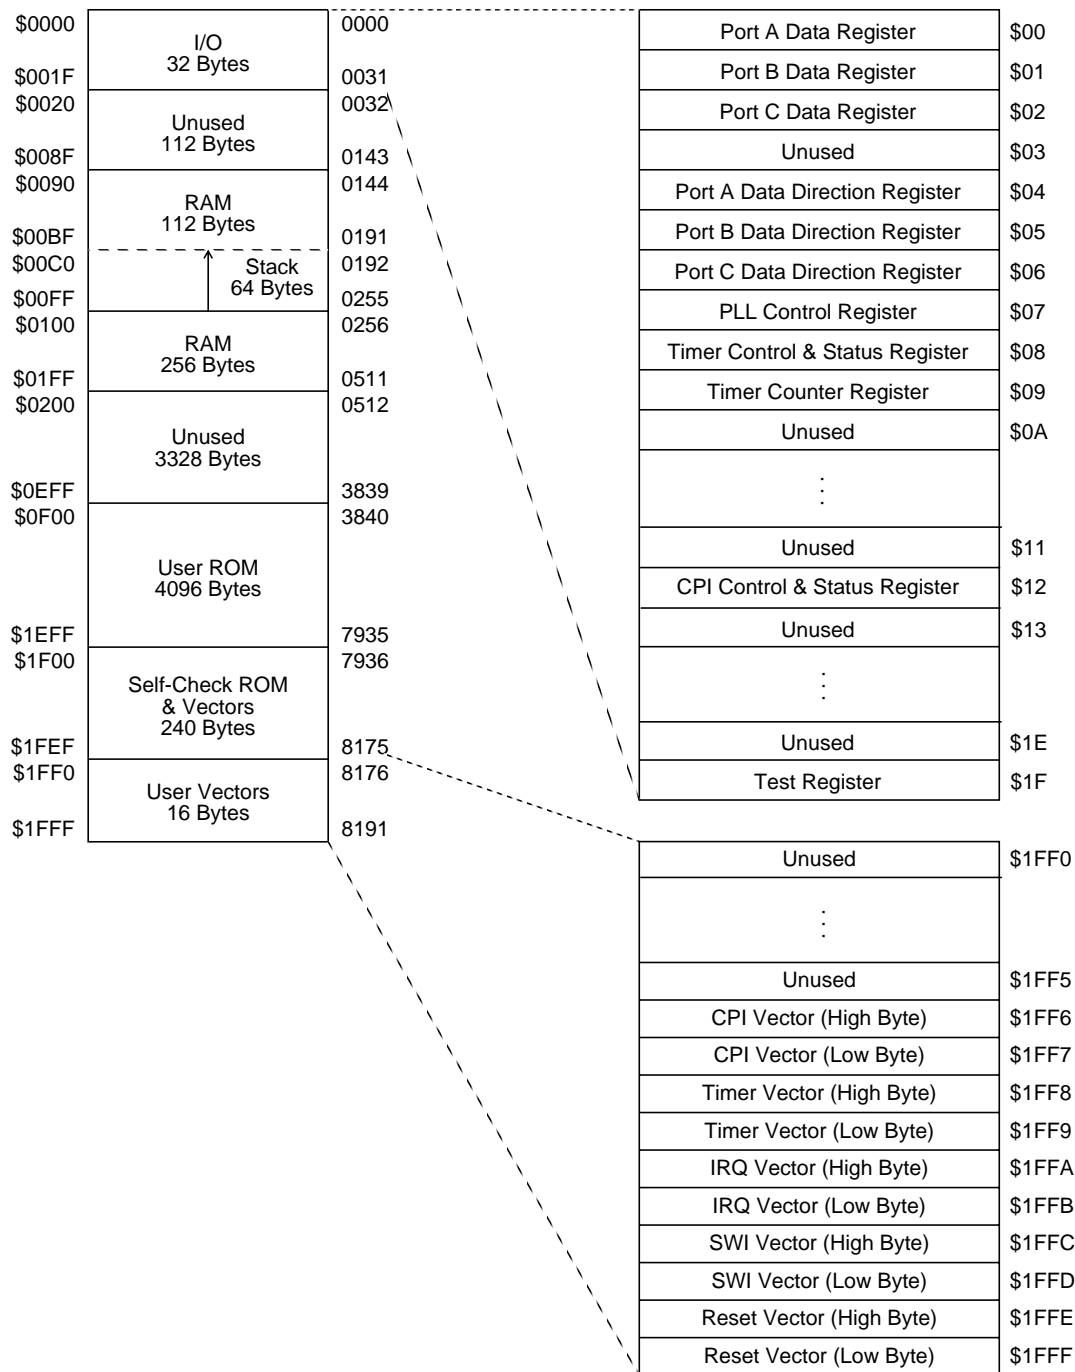 $0000
I/O
32 Bytes
0000
$001F
0031
$0020
Unused
112 Bytes
0032
$008F
0143
$0090
RAM
112 Bytes
0144
$00BF
0191
$00C0
Stack
64 Bytes
0192
$00FF
0255
$0100
RAM
256 Bytes
0256
$01FF
0511
$0200
Unused
3328 Bytes
0512
$0EFF
3839
$0F00
User ROM
4096 Bytes
3840
$1EFF
7935
$1F00
Self-Check ROM
& Vectors
240 Bytes
7936
$1FEF
8175
$1FF0
User Vectors
16 Bytes
8176
$1FFF
8191
Port A Data Register $00
Port B Data Register $01
Port C Data Register $02
Unused $03
Port A Data Direction Register $04
Port B Data Direction Register $05
Port C Data Direction Register $06
PLL Control Register $07
Timer Control & Status Register $08
Timer Counter Register $09
Unused $0A
Unused $11
CPI Control & Status Register $12
Unused $13
Unused $1E
Test Register $1F
Unused $1FF0
Unused $1FF5
CPI Vector (High Byte) $1FF6
CPI Vector (Low Byte) $1FF7
Timer Vector (High Byte) $1FF8
Timer Vector (Low Byte) $1FF9
IRQ Vector (High Byte) $1FFA
IRQ Vector (Low Byte) $1FFB
SWI Vector (High Byte) $1FFC
SWI Vector (Low Byte) $1FFD
Reset Vector (High Byte) $1FFE
Reset Vector (Low Byte) $1FFF